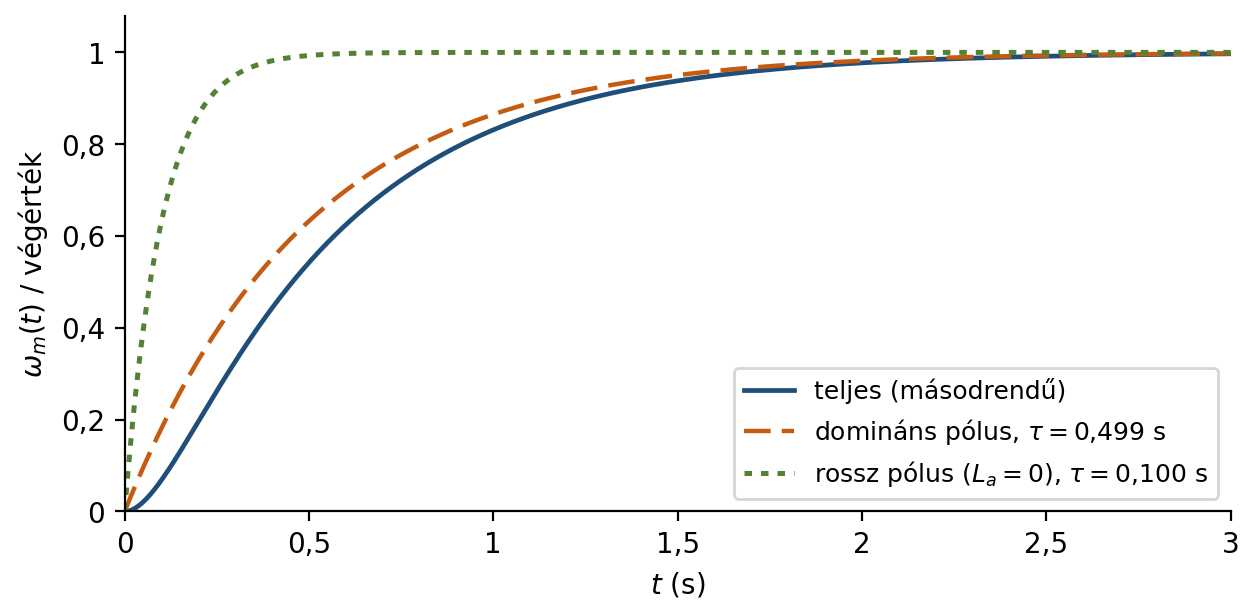 ω_m(t) / végérték
1
0,8
0,6
0,4
0,2
0
0
0,5
1
1,5
2
2,5
3
t (s)
teljes (másodrendű)
domináns pólus, τ = 0,499 s
rossz pólus (L_a = 0), τ = 0,100 s